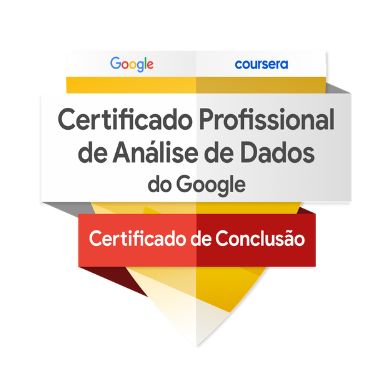 Google coursera
Certificado Profissional
de Análise de Dados
do Google
Certificado de Conclusão